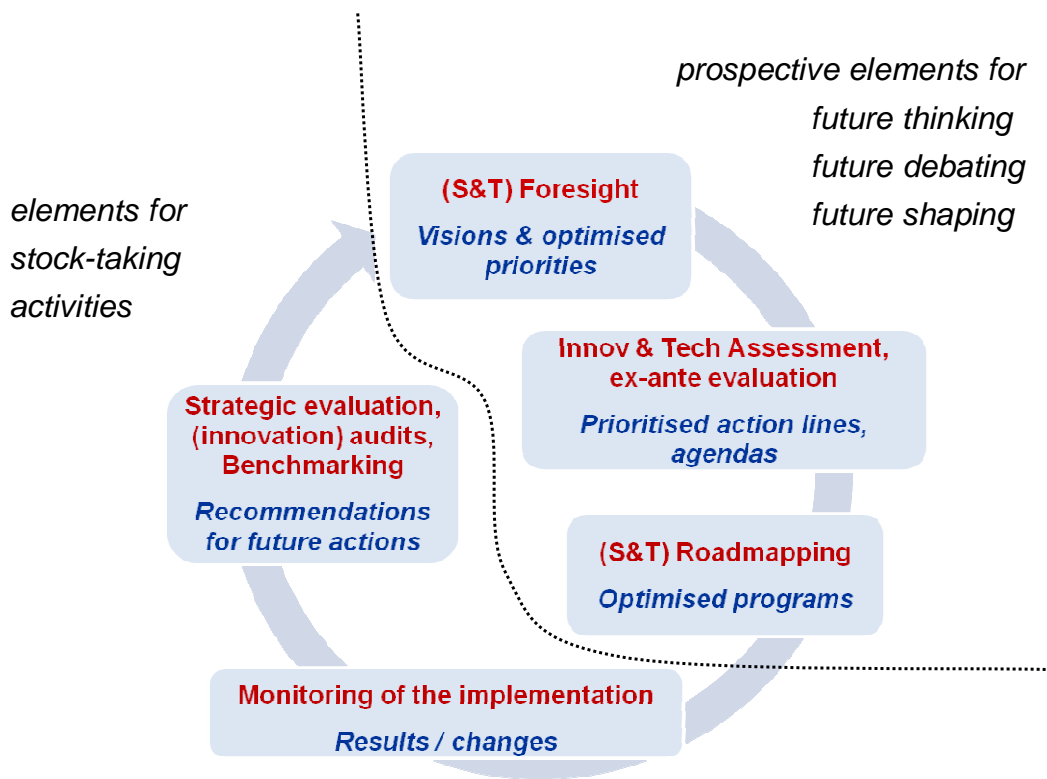 prospective elements for
future thinking
future debating
future shaping
elements for
stock-taking
activities
(S&T) Foresight
Visions & optimised
priorities
Innov & Tech Assessment,
ex-ante evaluation
Prioritised action lines,
agendas
(S&T) Roadmapping
Optimised programs
Monitoring of the implementation
Results / changes
Strategic evaluation,
(innovation) audits,
Benchmarking
Recommendations
for future actions